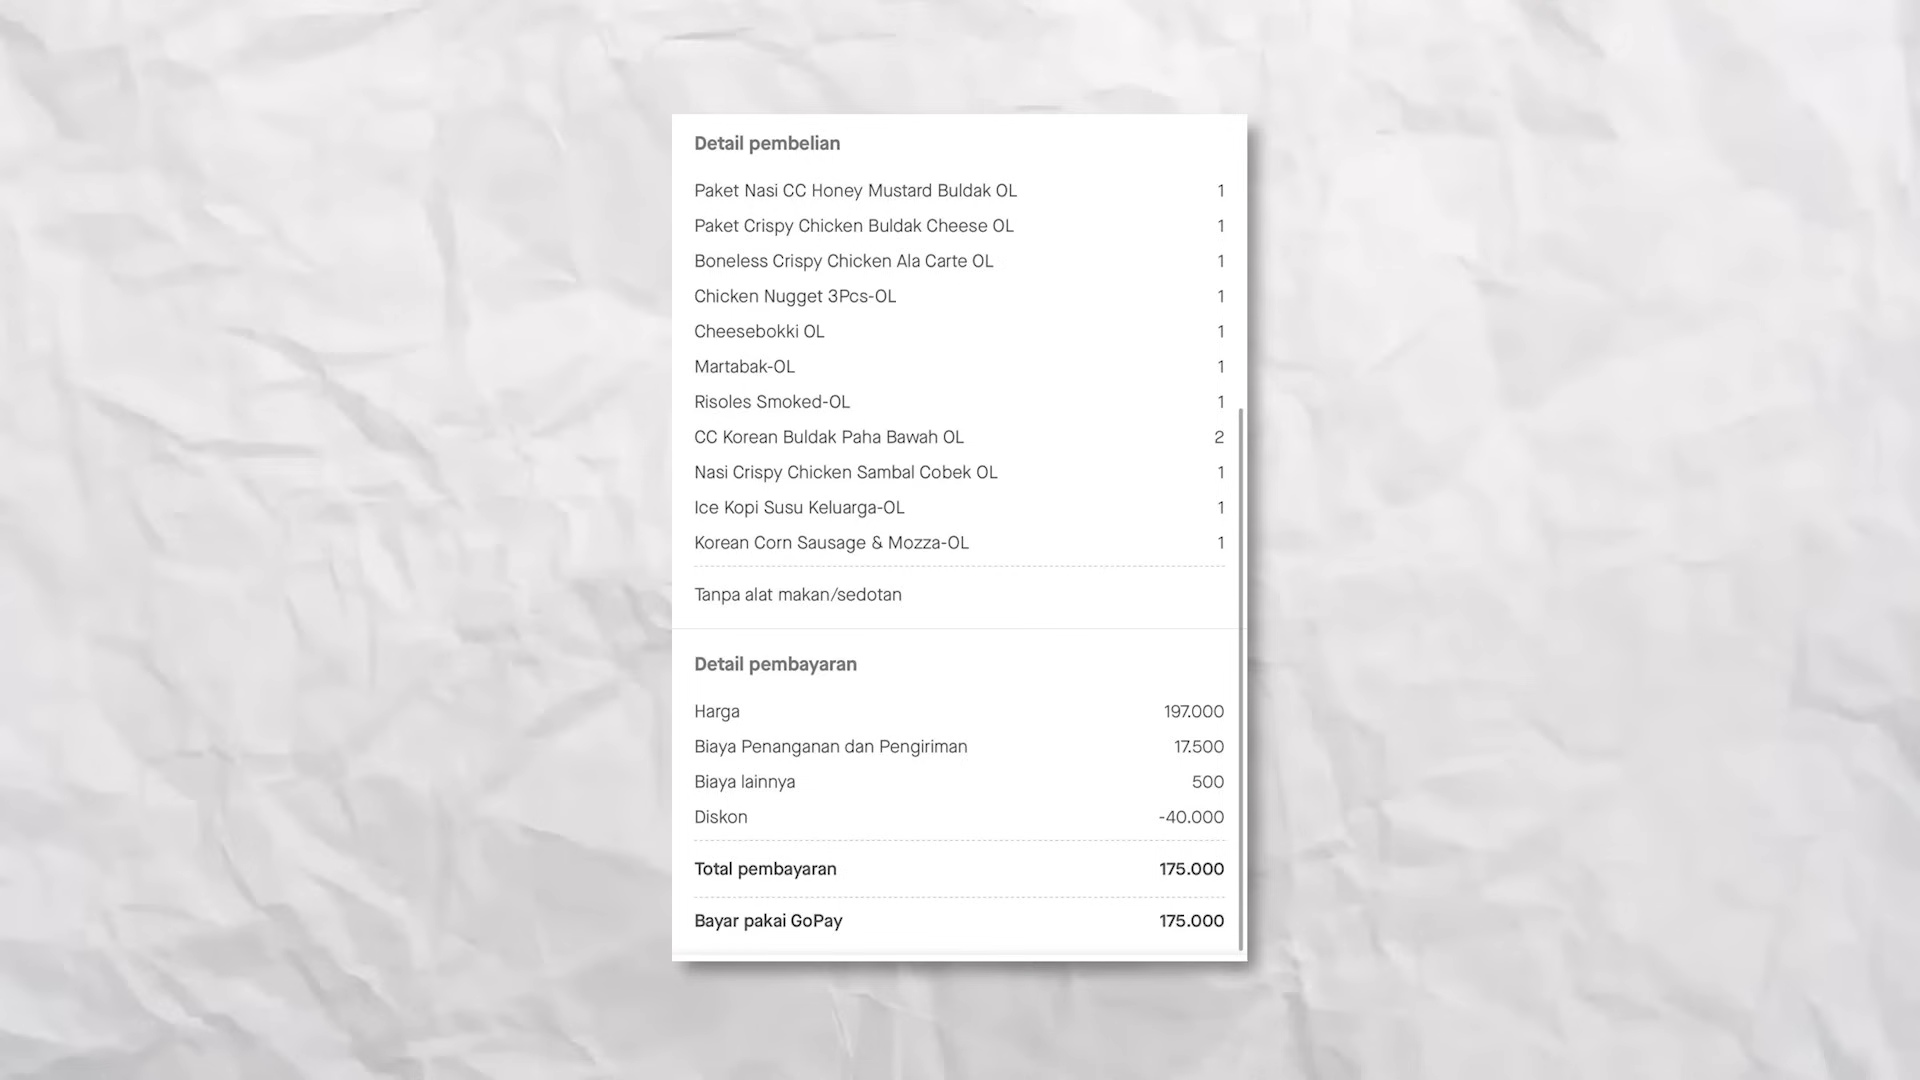 Detail pembelian
Paket Nasi CC Honey Mustard Buldak OL 1
Paket Crispy Chicken Buldak Cheese OL 1
Boneless Crispy Chicken Ala Carte OL 1
Chicken Nugget 3Pcs-OL 1
Cheesebokki OL 1
Martabak-OL 1
Risoles Smoked-OL 1
CC Korean Buldak Paha Bawah OL 2
Nasi Crispy Chicken Sambal Cobek OL 1
Ice Kopi Susu Keluarga-OL 1
Korean Corn Sausage & Mozza-OL 1
Tanpa alat makan/sedotan
Detail pembayaran
Harga 197.000
Biaya Penanganan dan Pengiriman 17.500
Biaya lainnya 500
Diskon -40.000
Total pembayaran 175.000
Bayar pakai GoPay 175.000